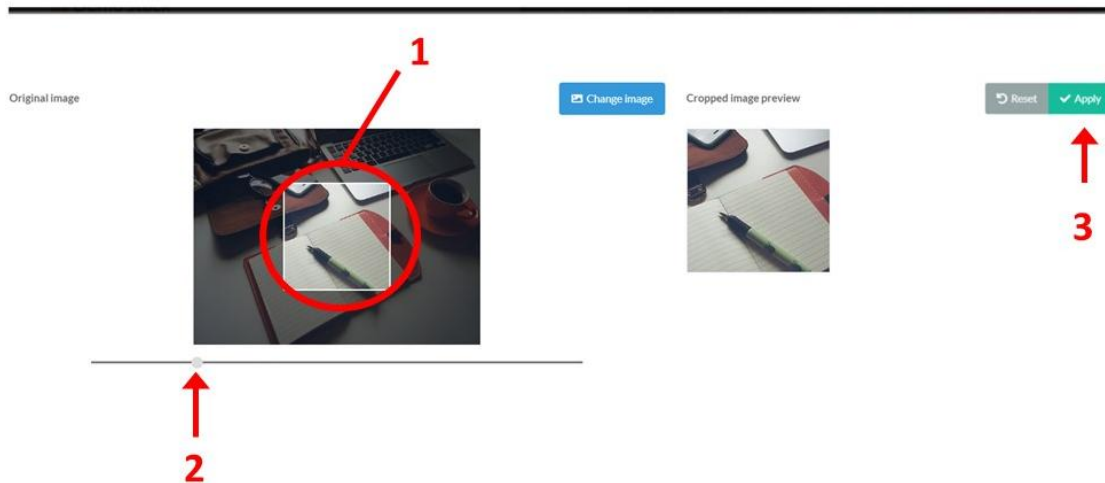 1
Original image
Change image
Cropped image preview
Reset
Apply
3
2